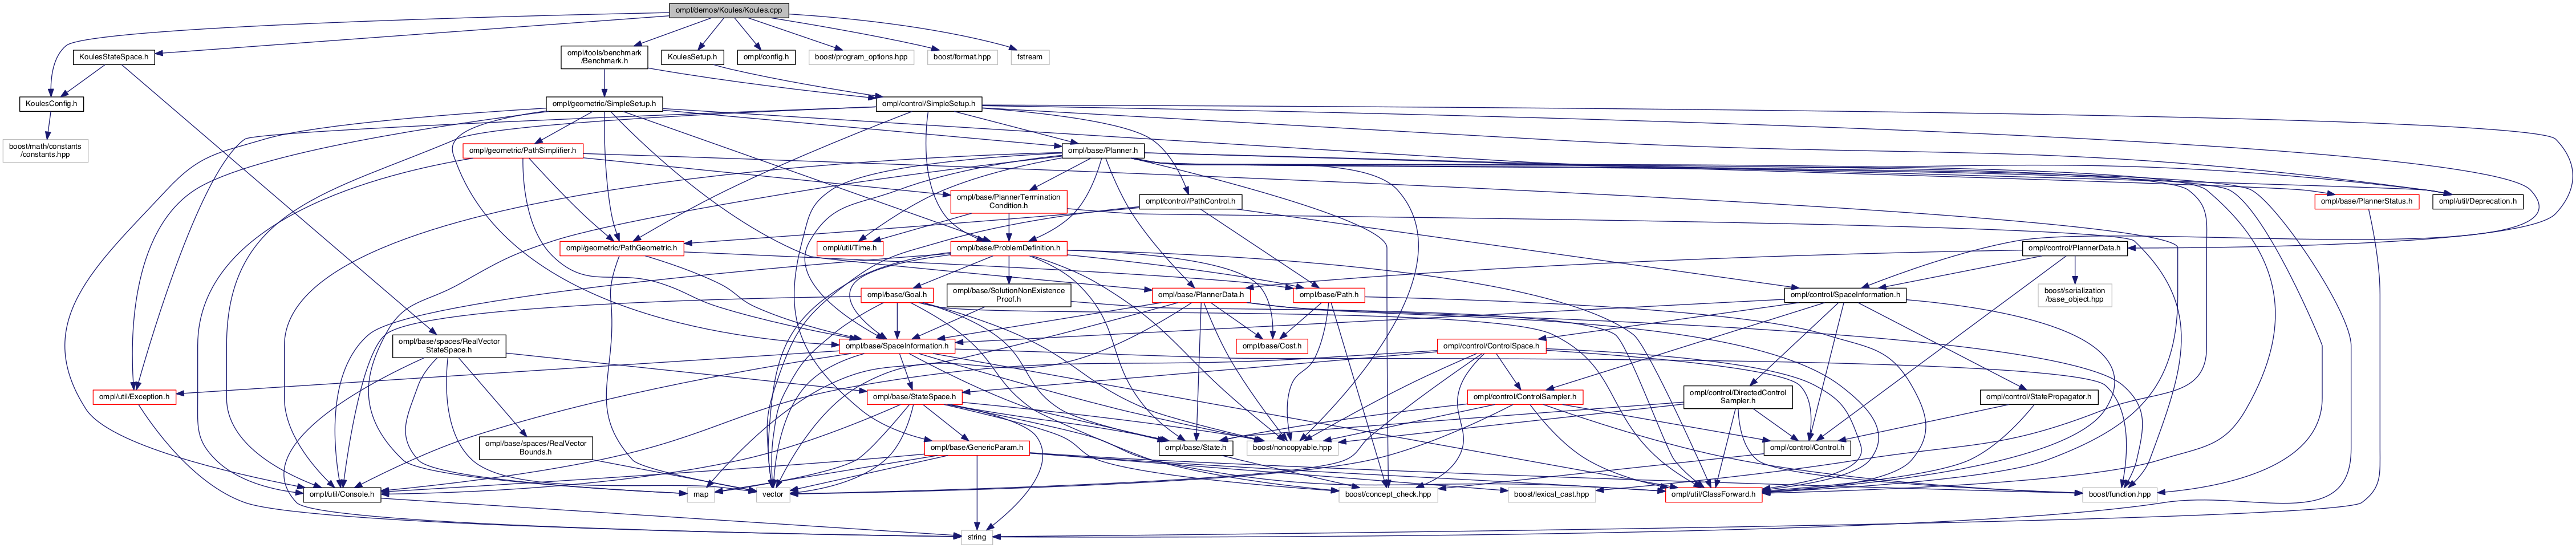 ompl/demos/Koules/Koules.cpp
KoulesStateSpace.h
ompl/tools/benchmark
/Benchmark.h
KoulesSetup.h
ompl/config.h
boost/program_options.hpp
boost/format.hpp
fstream
KoulesConfig.h
ompl/geometric/SimpleSetup.h
ompl/control/SimpleSetup.h
boost/math/constants
/constants.hpp
ompl/geometric/PathSimplifier.h
ompl/base/Planner.h
ompl/base/PlannerTermination
Condition.h
ompl/control/PathControl.h
ompl/base/PlannerStatus.h
ompl/util/Deprecation.h
ompl/geometric/PathGeometric.h
ompl/util/Time.h
ompl/base/ProblemDefinition.h
ompl/control/PlannerData.h
ompl/base/Goal.h
ompl/base/SolutionNonExistence
Proof.h
ompl/base/PlannerData.h
ompl/base/Path.h
ompl/control/SpaceInformation.h
boost/serialization
/base_object.hpp
ompl/base/spaces/RealVector
StateSpace.h
ompl/base/SpaceInformation.h
ompl/base/Cost.h
ompl/control/ControlSpace.h
ompl/util/Exception.h
ompl/base/StateSpace.h
ompl/control/ControlSampler.h
ompl/control/DirectedControl
Sampler.h
ompl/control/StatePropagator.h
ompl/base/spaces/RealVector
Bounds.h
ompl/base/GenericParam.h
ompl/base/State.h
boost/noncopyable.hpp
ompl/control/Control.h
ompl/util/Console.h
map
vector
boost/concept_check.hpp
boost/lexical_cast.hpp
ompl/util/ClassForward.h
boost/function.hpp
string